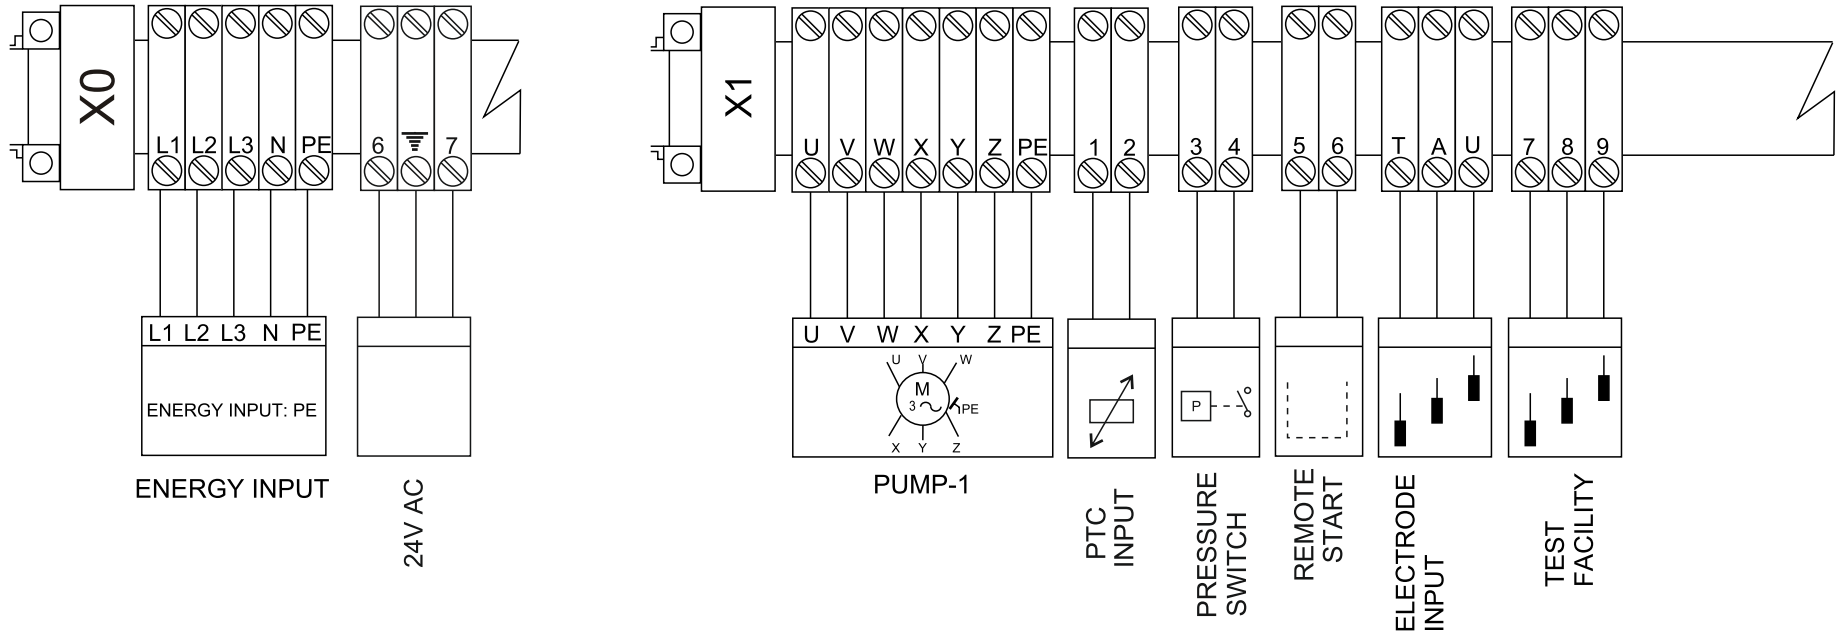 X0
L1 L2 L3 N PE
6 7
L1 L2 L3 N PE
ENERGY INPUT: PE
ENERGY INPUT
24V AC
X1
U V W X Y Z PE
1 2
3 4
5 6
T A U
7 8 9
U V W X Y Z PE
U V W
M
3
PE
X Y Z
PUMP-1
PTC
INPUT
P
PRESSURE
SWITCH
REMOTE
START
ELECTRODE
INPUT
TEST
FACILITY